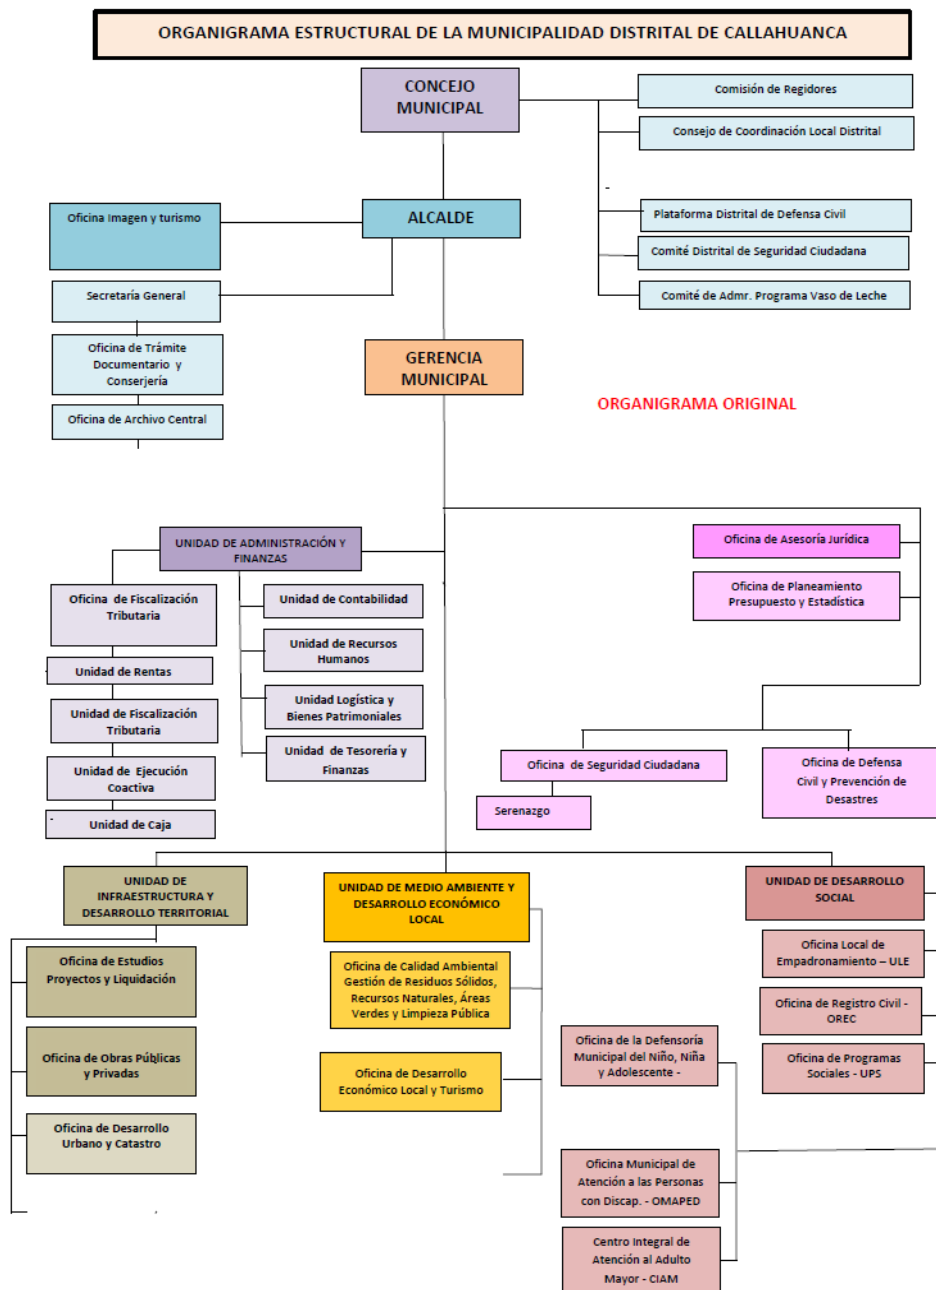 ORGANIGRAMA ESTRUCTURAL DE LA MUNICIPALIDAD DISTRITAL DE CALLAHUANCA
CONCEJO
MUNICIPAL
Comisión de Regidores
Consejo de Coordinación Local Distrital
-
Plataforma Distrital de Defensa Civil
Comité Distrital de Seguridad Ciudadana
Comité de Admr. Programa Vaso de Leche
ALCALDE
Oficina Imagen y turismo
Secretaría General
Oficina de Trámite
Documentario y
Conserjería
Oficina de Archivo Central
GERENCIA
MUNICIPAL
ORGANIGRAMA ORIGINAL
UNIDAD DE ADMINISTRACIÓN Y
FINANZAS
Oficina de Fiscalización
Tributaria
Unidad de Rentas
Unidad de Fiscalización
Tributaria
Unidad de Ejecución
Coactiva
Unidad de Caja
Unidad de Contabilidad
Unidad de Recursos
Humanos
Unidad Logística y
Bienes Patrimoniales
Unidad de Tesorería y
Finanzas
Oficina de Asesoría Jurídica
Oficina de Planeamiento
Presupuesto y Estadística
Oficina de Seguridad Ciudadana
Serenazgo
Oficina de Defensa
Civil y Prevención de
Desastres
UNIDAD DE
INFRAESTRUCTURA Y
DESARROLLO TERRITORIAL
Oficina de Estudios
Proyectos y Liquidación
Oficina de Obras Públicas
y Privadas
Oficina de Desarrollo
Urbano y Catastro
UNIDAD DE MEDIO AMBIENTE Y
DESARROLLO ECONÓMICO
LOCAL
Oficina de Calidad Ambiental
Gestión de Residuos Sólidos,
Recursos Naturales, Áreas
Verdes y Limpieza Pública
Oficina de Desarrollo
Económico Local y Turismo
UNIDAD DE DESARROLLO
SOCIAL
Oficina Local de
Empadronamiento – ULE
Oficina de Registro Civil -
OREC
Oficina de Programas
Sociales - UPS
Oficina de la Defensoría
Municipal del Niño, Niña
y Adolescente -
Oficina Municipal de
Atención a las Personas
con Discap. - OMAPED
Centro Integral de
Atención al Adulto
Mayor - CIAM